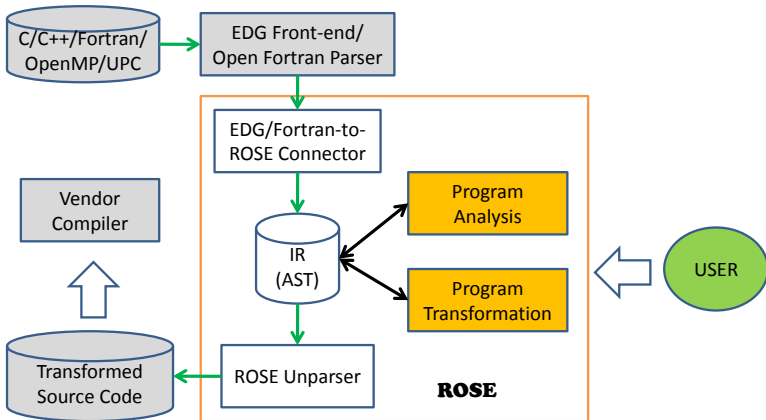 C/C++/Fortran/
OpenMP/UPC
EDG Front-end/
Open Fortran Parser
EDG/Fortran-to-
ROSE Connector
Vendor
Compiler
Program
Analysis
IR
(AST)
USER
Program
Transformation
Transformed
Source Code
ROSE Unparser
ROSE